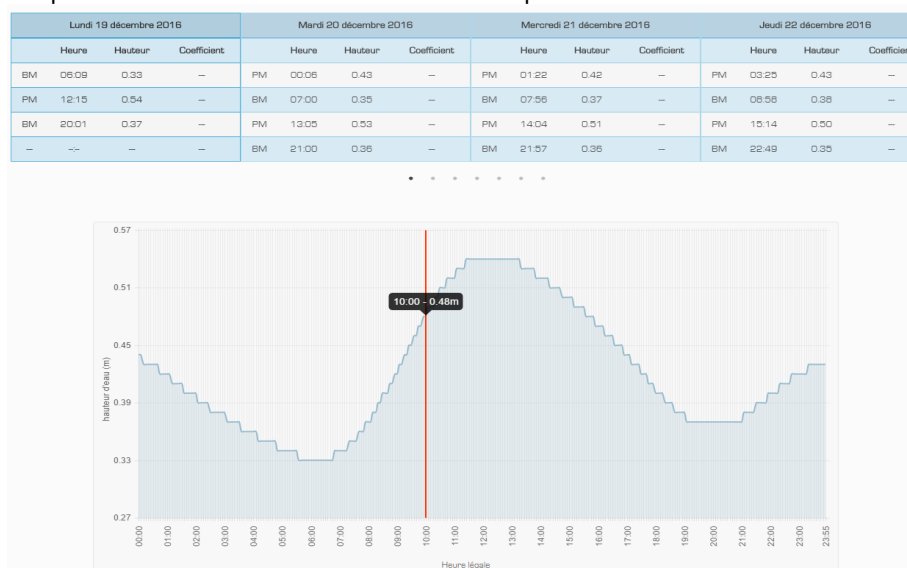 Lundi 19 décembre 2016 Mardi 20 décembre 2016 Mercredi 21 décembre 2016 Jeudi 22 décembre 2016
Heure Hauteur Coefficient Heure Hauteur Coefficient Heure Hauteur Coefficient Heure Hauteur Coefficie
BM 06:09 0.33 — PM 00:06 0.43 — PM 01:22 0.42 — PM 03:25 0.43
PM 12:15 0.54 — BM 07:00 0.35 — BM 07:56 0.37 — BM 08:58 0.38
BM 20:01 0.37 — PM 13:05 0.53 — PM 14:04 0.51 — PM 15:14 0.50
— --:-- — — BM 21:00 0.36 — BM 21:57 0.36 — BM 22:49 0.35
0.57
0.51
10:00 - 0.48m
0.45
hauteur d'eau (m)
0.39
0.33
0.27
00:00 01:00 02:00 03:00 04:00 05:00 06:00 07:00 08:00 09:00 10:00 11:00 12:00 13:00 14:00 15:00 16:00 17:00 18:00 19:00 20:00 21:00 22:00 23:00 23:55
Heure légale